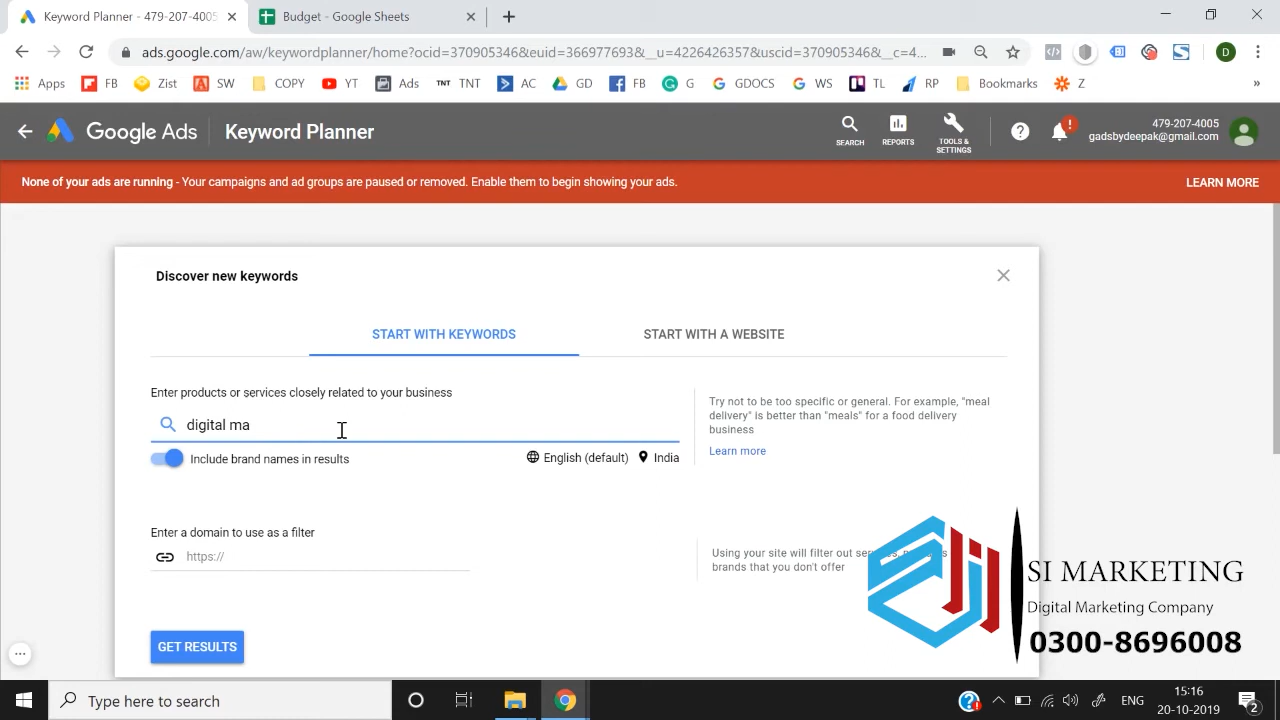 Keyword Planner - 479-207-4005
Budget - Google Sheets
ads.google.com/aw/keywordplanner/home?ocid=370905346&euid=366977693&__u=4226426357&uscid=370905346&__c=4...
D
Apps
FB
Zist
SW
COPY
YT
Ads
TNT TNT
AC
GD
FB
G
GDOCS
WS
TL
RP
Bookmarks
Z
»
Google Ads
Keyword Planner
SEARCH
REPORTS
TOOLS &
SETTINGS
479-207-4005
gadsbydeepak@gmail.com
None of your ads are running - Your campaigns and ad groups are paused or removed. Enable them to begin showing your ads.
LEARN MORE
Discover new keywords
START WITH KEYWORDS
START WITH A WEBSITE
Enter products or services closely related to your business
digital ma
Include brand names in results
English (default)
India
Try not to be too specific or general. For example, "meal
delivery" is better than "meals" for a food delivery
business
Learn more
Enter a domain to use as a filter
https://
Using your site will filter out
brands that you don't offer
GET RESULTS
SI MARKETING
Digital Marketing Company
0300-8696008
Type here to search
ENG
15:16
20-10-2019
2